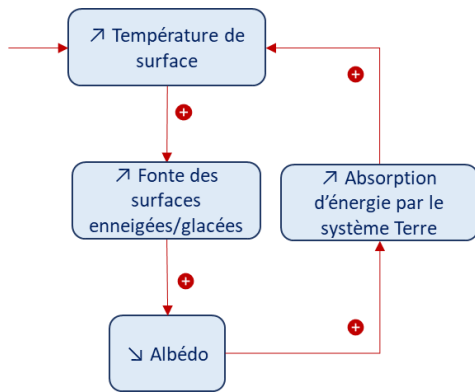 ↗ Température de
surface
+
+
↗ Fonte des
surfaces
enneigées/glacées
↗ Absorption
d'énergie par le
système Terre
+
+
↘ Albédo